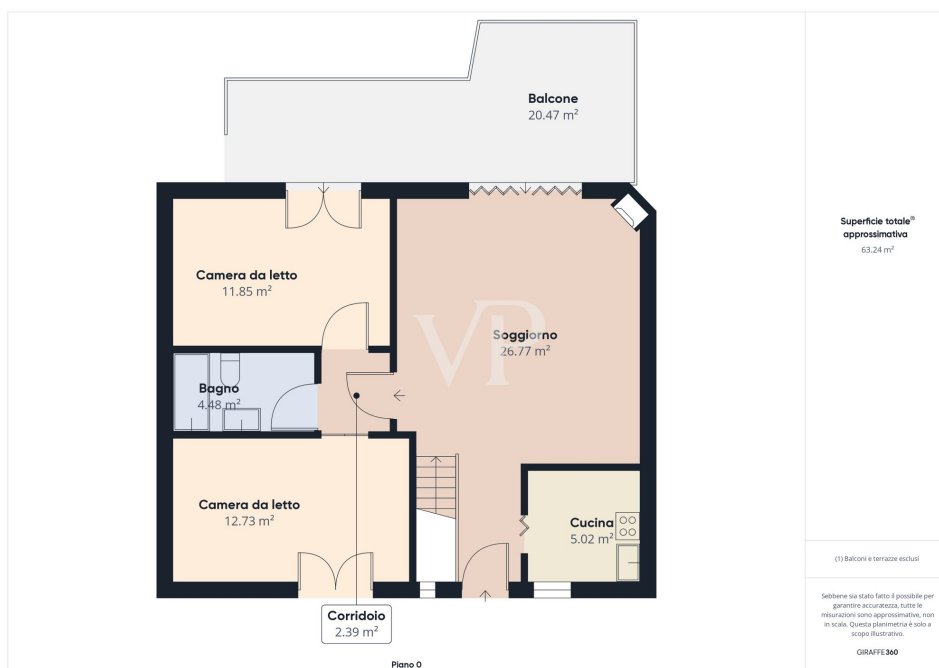 Balcone
20.47 m²
Camera da letto
11.85 m²
Soggiorno
26.77 m²
VP
Bagno
4.48 m²
Camera da letto
12.73 m²
Cucina
5.02 m²
Corridoio
2.39 m²
Piano 0
Superficie totale⁽¹⁾
approssimativa
63.24 m²
(1) Balconi e terrazze esclusi
Sebbene sia stato fatto il possibile per
garantire accuratezza, tutte le
misurazioni sono approssimative, non
in scala. Questa planimetria è solo a
scopo illustrativo.
GIRAFFE360